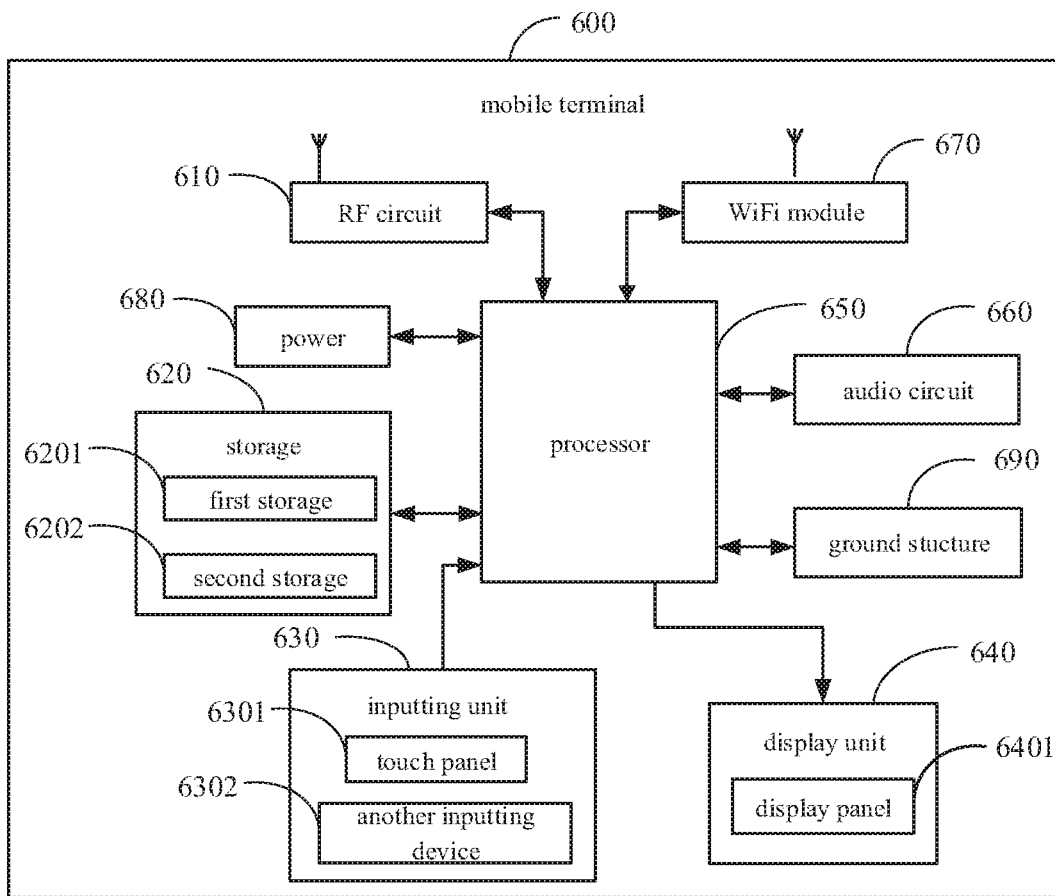 600
mobile terminal
610
RF circuit
670
WiFi module
680
power
650
660
audio circuit
620
storage
6201
first storage
6202
second storage
processor
690
ground stucture
630
inputting unit
6301
touch panel
6302
another inputting
device
640
display unit
6401
display panel